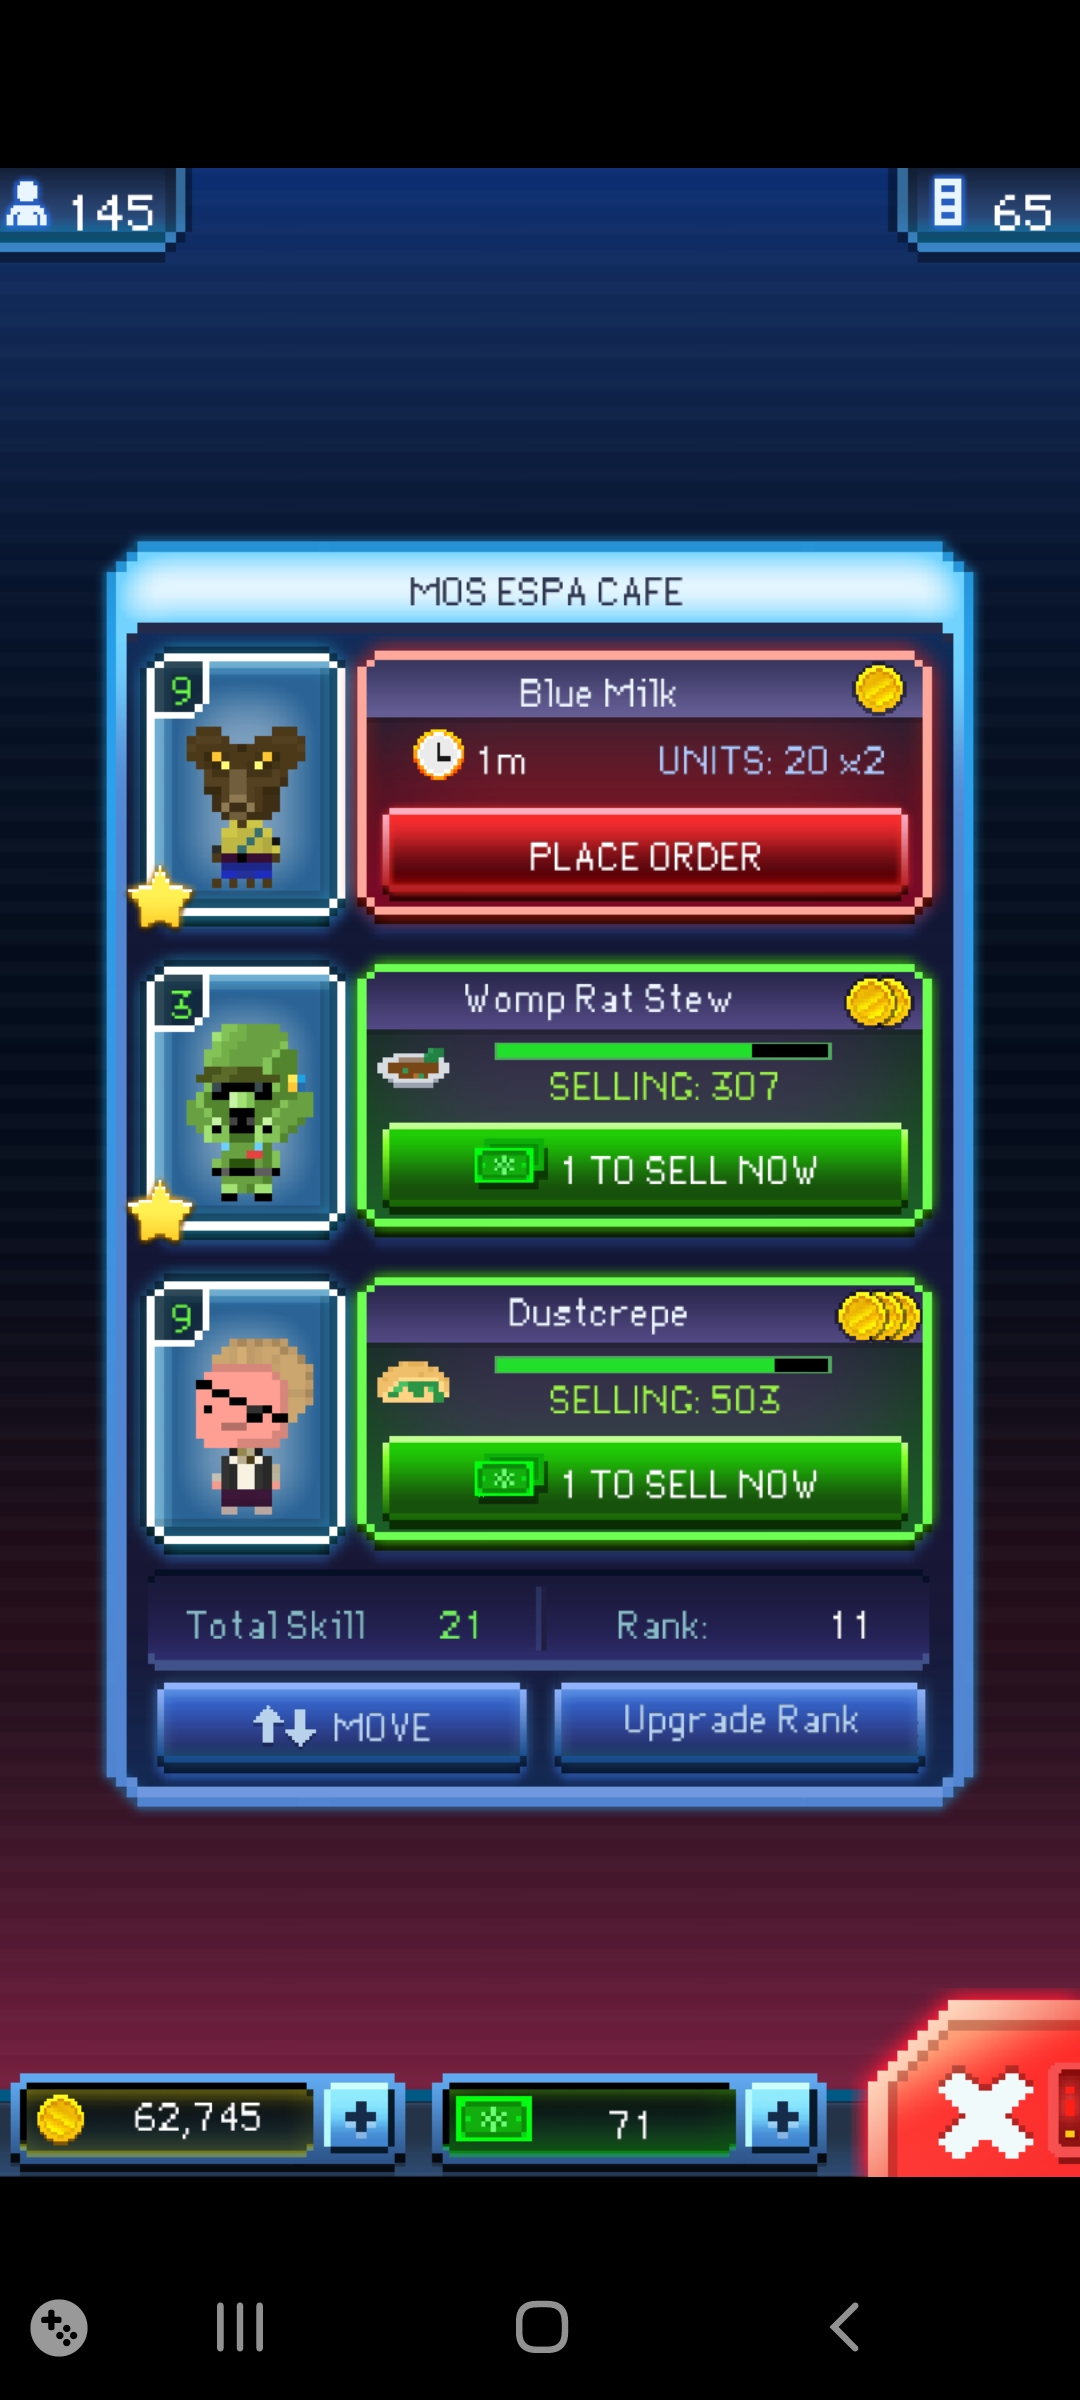 145
65
MOS ESPA CAFE
9
Blue Milk
1m
UNITS: 20 x2
PLACE ORDER
3
Womp Rat Stew
SELLING: 307
1 TO SELL NOW
9
Dustcrepe
SELLING: 503
1 TO SELL NOW
Total Skill 21
Rank: 11
MOVE
Upgrade Rank
62,745
71